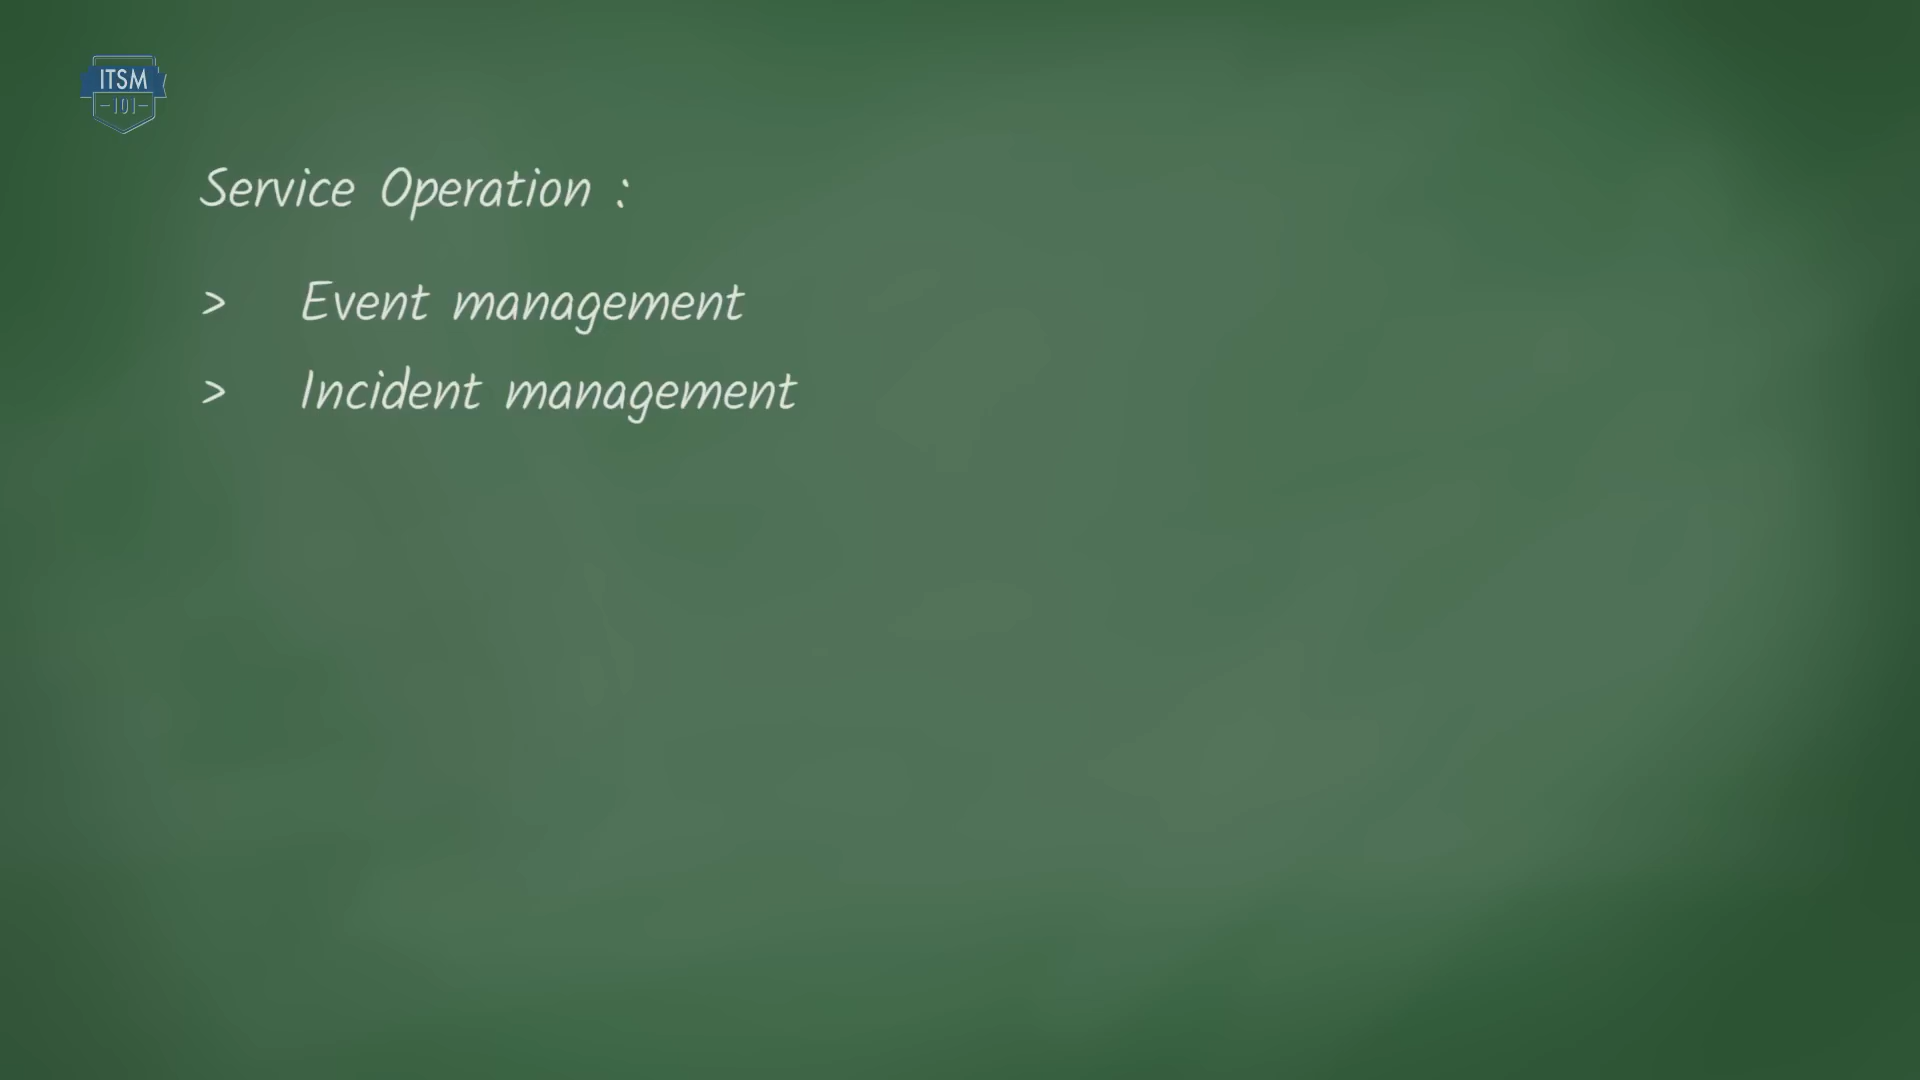 ITSM
-101-
Service Operation :
> Event management
> Incident management